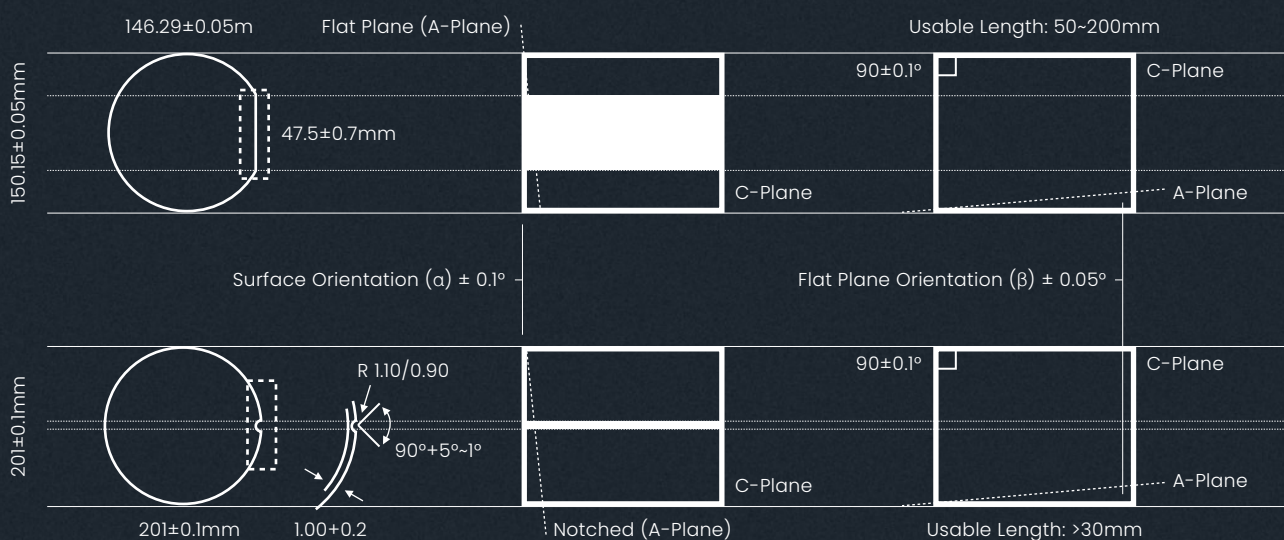 146.29±0.05m
Flat Plane (A-Plane)
Usable Length: 50~200mm
150.15±0.05mm
90±0.1°
C-Plane
47.5±0.7mm
C-Plane
A-Plane
Surface Orientation (α) ± 0.1°
Flat Plane Orientation (β) ± 0.05°
201±0.1mm
R 1.10/0.90
90±0.1°
C-Plane
90°+5°~1°
C-Plane
A-Plane
201±0.1mm
1.00+0.2
Notched (A-Plane)
Usable Length: >30mm